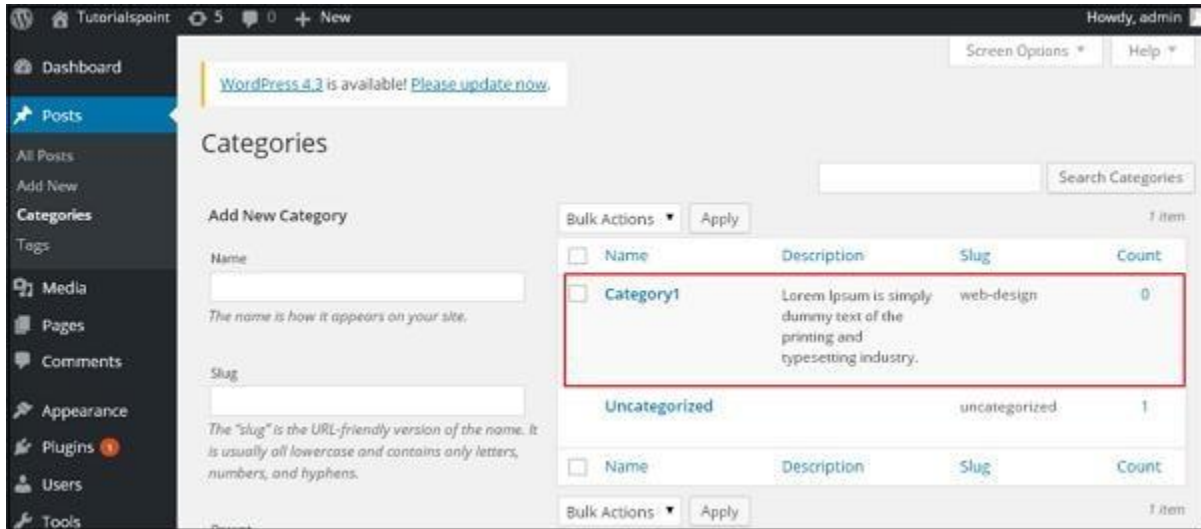 Tutorialspoint 5 0 + New Howdy, admin
Screen Options Help
Dashboard
WordPress 4.3 is available! Please update now.
Posts
All Posts
Add New
Categories
Tags
Media
Pages
Comments
Appearance
Plugins 1
Users
Tools
Categories
Search Categories
Add New Category
Name
The name is how it appears on your site.
Slug
The "slug" is the URL-friendly version of the name. It
is usually all lowercase and contains only letters,
numbers, and hyphens.
Bulk Actions Apply 1 item
Name Description Slug Count
Category1 Lorem Ipsum is simply web-design 0
dummy text of the
printing and
typesetting industry.
Uncategorized uncategorized 1
Name Description Slug Count
Bulk Actions Apply 1 item